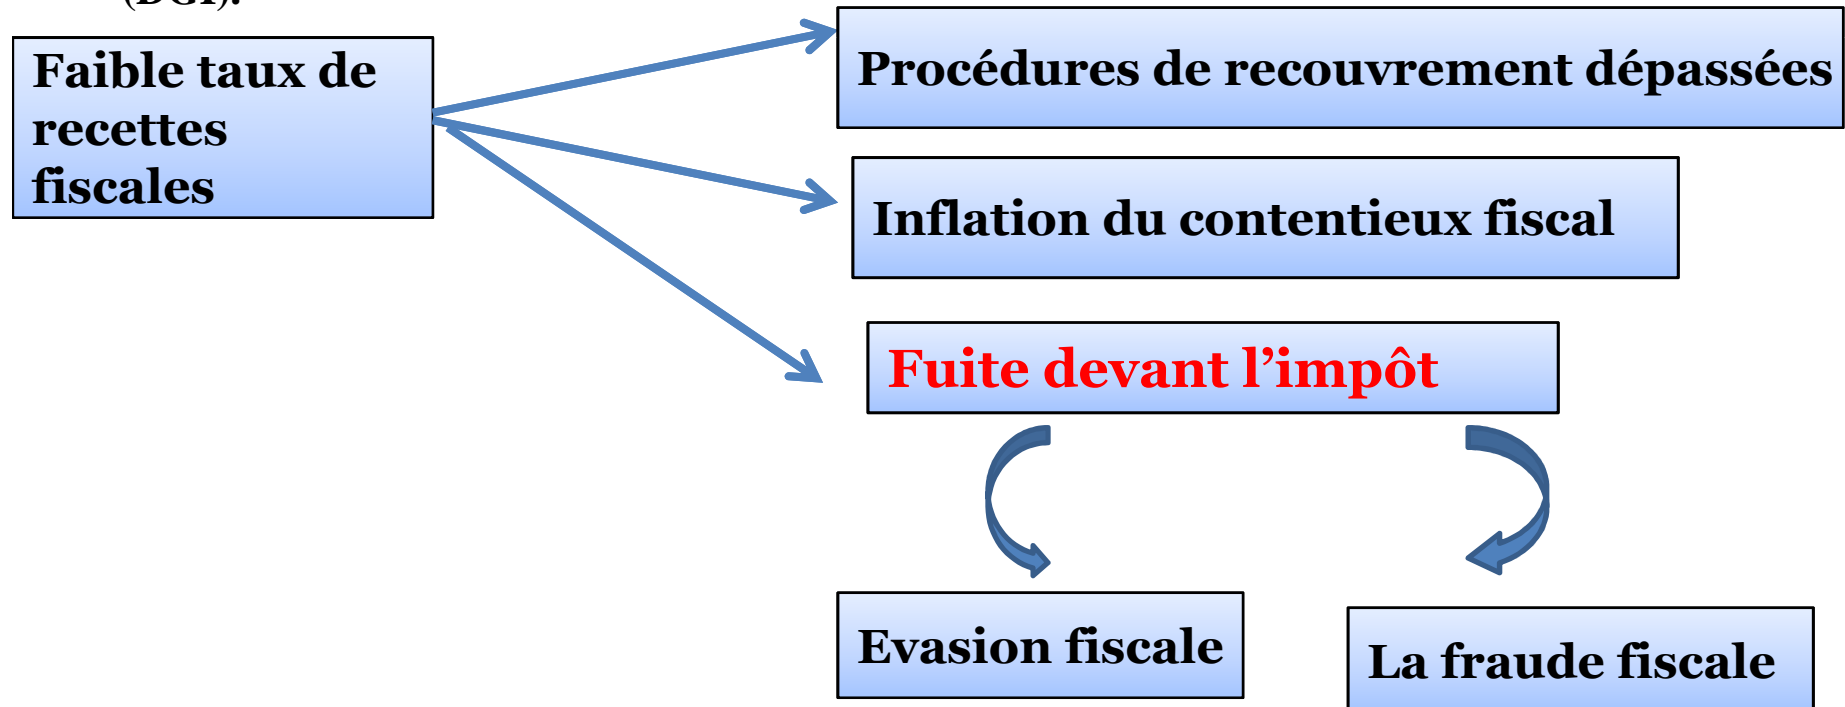 (DGI).
Faible taux de
recettes
fiscales
Procédures de recouvrement dépassées
Inflation du contentieux fiscal
Fuite devant l’impôt
Evasion fiscale
La fraude fiscale